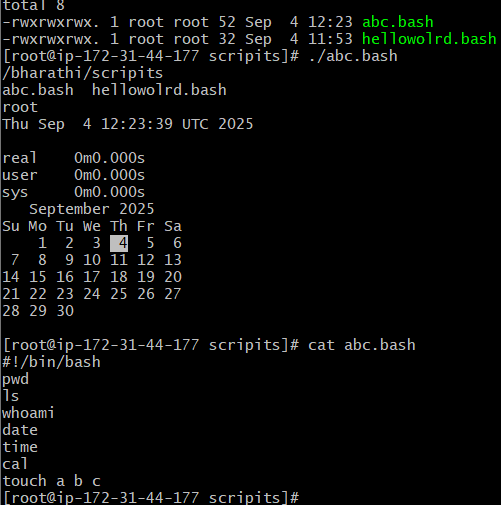 total 8
-rwxrwxrwx. 1 root root 52 Sep  4 12:23 abc.bash
-rwxrwxrwx. 1 root root 32 Sep  4 11:53 hellowolrd.bash
[root@ip-172-31-44-177 scripits]# ./abc.bash
/bharathi/scripits
abc.bash  hellowolrd.bash
root
Thu Sep  4 12:23:39 UTC 2025

real    0m0.000s
user    0m0.000s
sys     0m0.000s
   September 2025
Su Mo Tu We Th Fr Sa
    1  2  3  4  5  6
 7  8  9 10 11 12 13
14 15 16 17 18 19 20
21 22 23 24 25 26 27
28 29 30

[root@ip-172-31-44-177 scripits]# cat abc.bash
#!/bin/bash
pwd
ls
whoami
date
time
cal
touch a b c
[root@ip-172-31-44-177 scripits]#